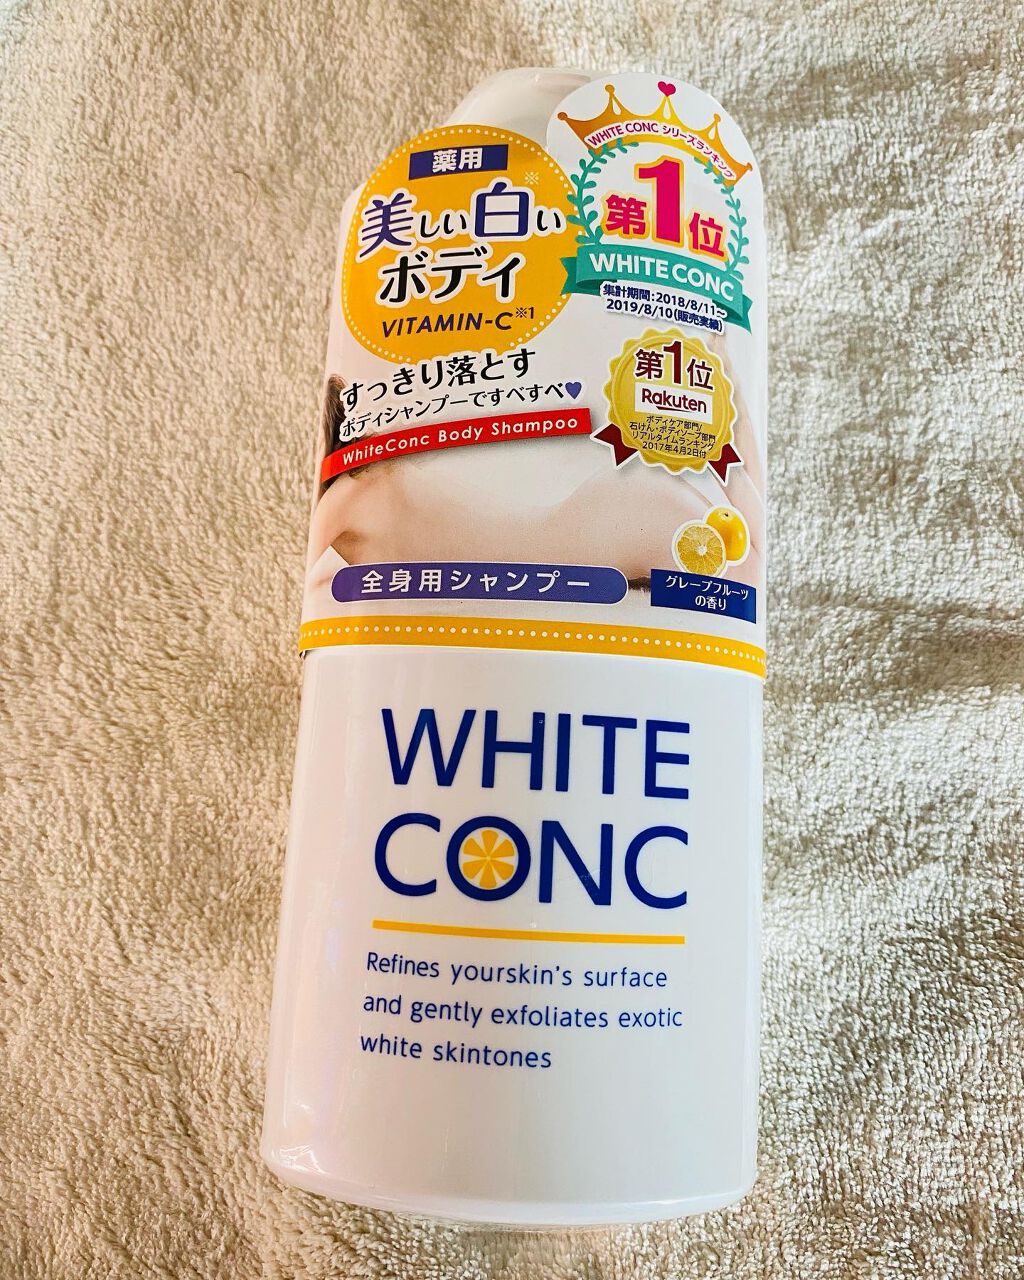 薬用
美しい白い※
ボディ
VITAMIN-C※1
すっきり落とす
ボディシャンプーですべすべ♥
WhiteConc Body Shampoo
WHITE CONC シリーズランキング
第1位
WHITE CONC
集計期間:2018/8/11〜
2019/8/10(販売実績)
第1位
Rakuten
ボディケア部門/
石けん・ボディソープ部門
リアルタイムランキング
2017年4月2日付
全身用シャンプー
グレープフルーツ
の香り
WHITE
CONC
Refines yourskin's surface
and gently exfoliates exotic
white skintones